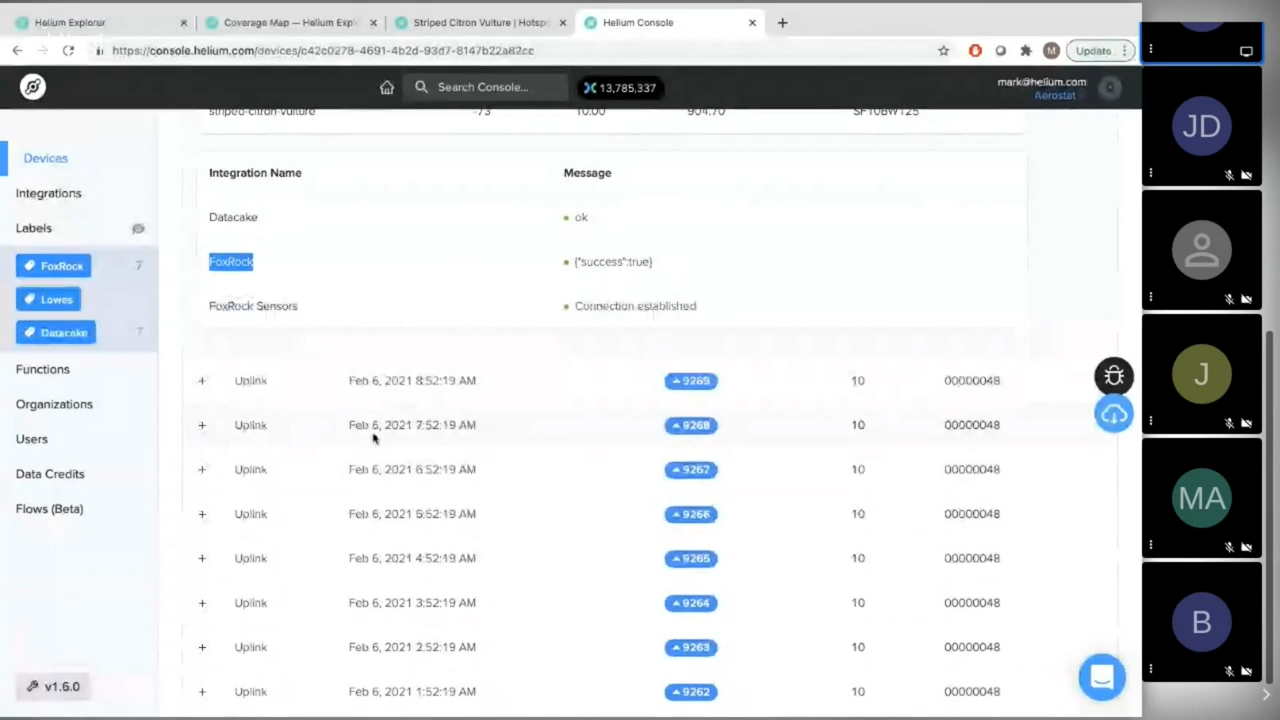 Helium Explorer
Coverage Map — Helium Expl
Striped Citron Vulture | Hotsp
Helium Console
https://console.helium.com/devices/c42c0278-4691-4b2d-93d7-8147b22a82cc
M
Update
Search Console...
13,785,337
mark@helium.com
Aerostat
striped-citron-vulture -73 10.00 904.70 SF10BW125
Devices
Integrations
Labels
FoxRock 7
Lowes
Datacake 7
Functions
Organizations
Users
Data Credits
Flows (Beta)
v1.6.0
Integration Name Message
Datacake ok
FoxRock {"success":true}
FoxRock Sensors Connection established
+ Uplink Feb 6, 2021 8:52:19 AM 9269 10 00000048
+ Uplink Feb 6, 2021 7:52:19 AM 9268 10 00000048
+ Uplink Feb 6, 2021 6:52:19 AM 9267 10 00000048
+ Uplink Feb 6, 2021 5:52:19 AM 9266 10 00000048
+ Uplink Feb 6, 2021 4:52:19 AM 9265 10 00000048
+ Uplink Feb 6, 2021 3:52:19 AM 9264 10 00000048
+ Uplink Feb 6, 2021 2:52:19 AM 9263 10 00000048
+ Uplink Feb 6, 2021 1:52:19 AM 9262 10 00000048
JD
J
MA
B